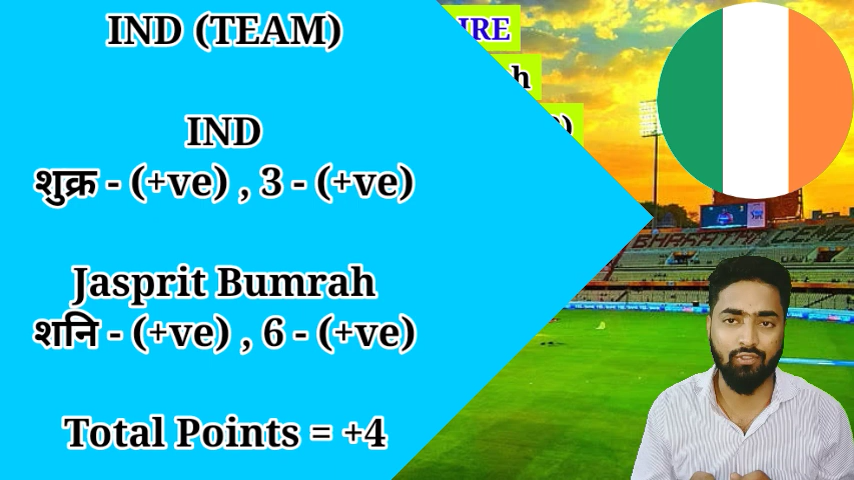 IND (TEAM)
IND
शुक्र - (+ve) , 3 - (+ve)
Jasprit Bumrah
शनि - (+ve) , 6 - (+ve)
Total Points = +4
IRE